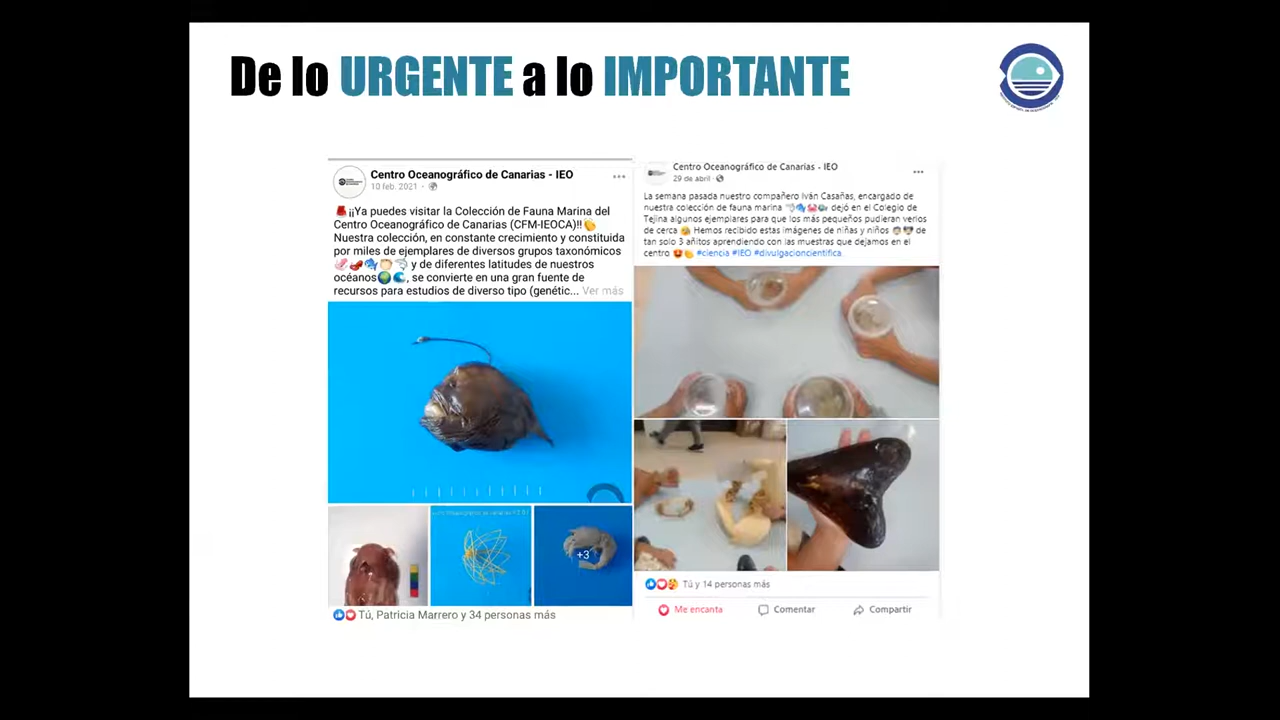 De lo URGENTE a lo IMPORTANTE
Centro Oceanográfico de Canarias - IEO
10 feb. 2021
¡¡Ya puedes visitar la Colección de Fauna Marina del
Centro Oceanográfico de Canarias (CFM-IEOCA)!!
Nuestra colección, en constante crecimiento y constituida
por miles de ejemplares de diversos grupos taxonómicos
y de diferentes latitudes de nuestros
océanos, se convierte en una gran fuente de
recursos para estudios de diverso tipo (genétic... Ver más
+3
Tú, Patricia Marrero y 34 personas más
Centro Oceanográfico de Canarias - IEO
29 de abril
La semana pasada nuestro compañero Iván Casañas, encargado de
nuestra colección de fauna marina dejó en el Colegio de
Tejina algunos ejemplares para que los más pequeños pudieran verlos
de cerca Hemos recibido estas imágenes de niñas y niños de
tan solo 3 añitos aprendiendo con las muestras que dejamos en el
centro #ciencia #IEO #divulgacioncientifica.
Tú y 14 personas más
Me encanta Comentar Compartir